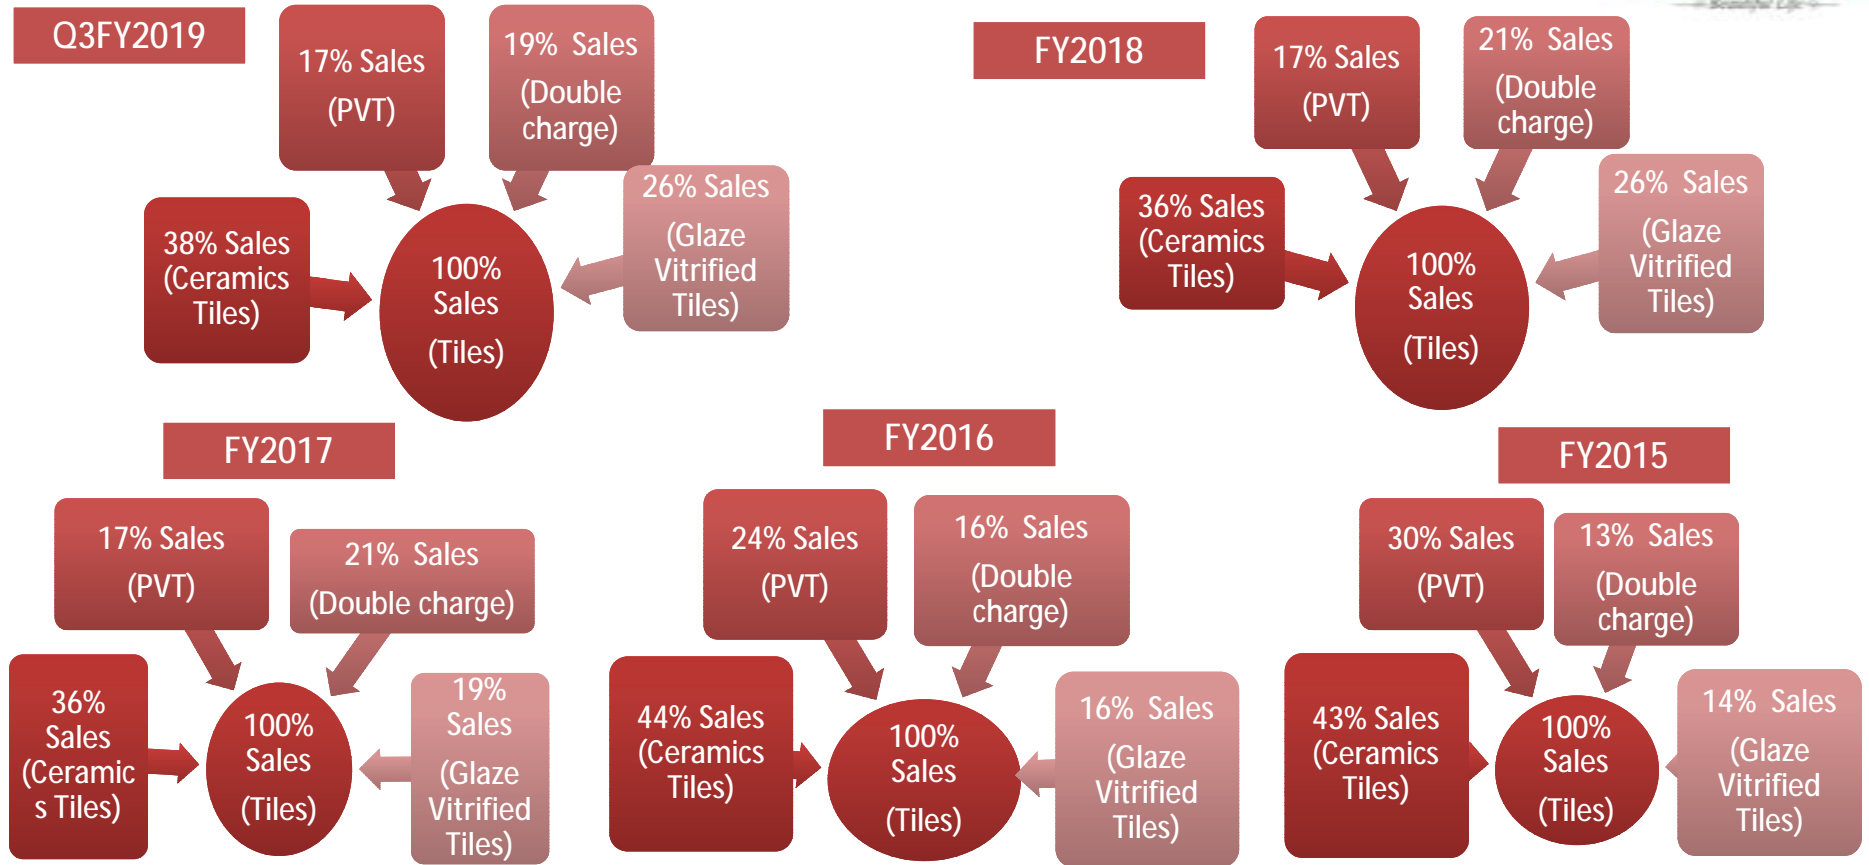 Beautiful Life
Q3FY2019
17% Sales
(PVT)
19% Sales
(Double
charge)
38% Sales
(Ceramics
Tiles)
26% Sales
(Glaze
Vitrified
Tiles)
100%
Sales
(Tiles)
FY2018
17% Sales
(PVT)
21% Sales
(Double
charge)
36% Sales
(Ceramics
Tiles)
26% Sales
(Glaze
Vitrified
Tiles)
100%
Sales
(Tiles)
FY2017
17% Sales
(PVT)
21% Sales
(Double charge)
36%
Sales
(Ceramic
s Tiles)
19%
Sales
(Glaze
Vitrified
Tiles)
100%
Sales
(Tiles)
FY2016
24% Sales
(PVT)
16% Sales
(Double
charge)
44% Sales
(Ceramics
Tiles)
16% Sales
(Glaze
Vitrified
Tiles)
100%
Sales
(Tiles)
FY2015
30% Sales
(PVT)
13% Sales
(Double
charge)
43% Sales
(Ceramics
Tiles)
14% Sales
(Glaze
Vitrified
Tiles)
100%
Sales
(Tiles)